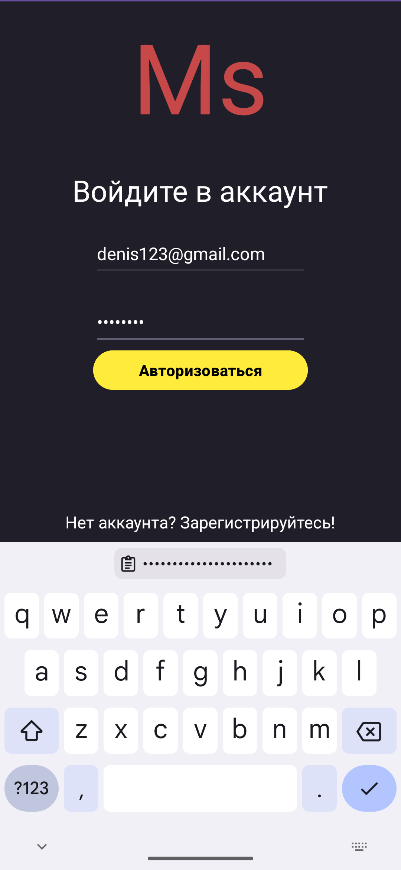 Ms
Войдите в аккаунт
denis123@gmail.com
••••••••
Авторизоваться
Нет аккаунта? Зарегистрируйтесь!
••••••••••••••••••••••
q w e r t y u i o p
a s d f g h j k l
z x c v b n m
?123 , .